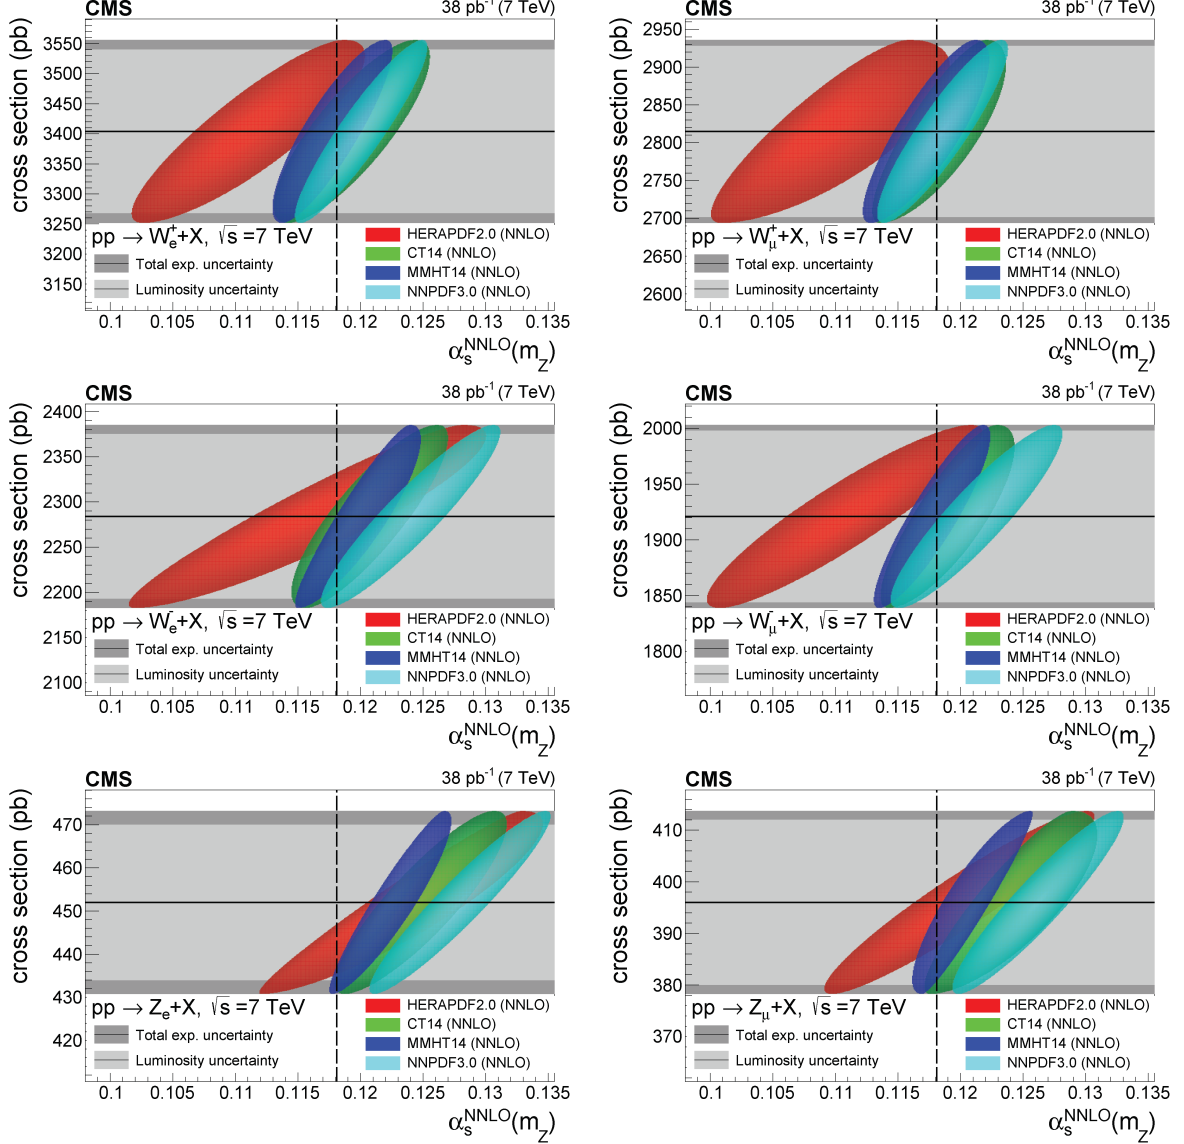 CMS 38 pb⁻¹ (7 TeV)
cross section (pb)
3550
3500
3450
3400
3350
3300
3250
3200
3150
pp → W⁺ₑ+X, √s =7 TeV
Total exp. uncertainty
Luminosity uncertainty
HERAPDF2.0 (NNLO)
CT14 (NNLO)
MMHT14 (NNLO)
NNPDF3.0 (NNLO)
0.1 0.105 0.11 0.115 0.12 0.125 0.13 0.135
αₛᴺᴺᴸᴼ(m_Z)
CMS 38 pb⁻¹ (7 TeV)
cross section (pb)
2950
2900
2850
2800
2750
2700
2650
2600
pp → W⁺_μ+X, √s =7 TeV
Total exp. uncertainty
Luminosity uncertainty
HERAPDF2.0 (NNLO)
CT14 (NNLO)
MMHT14 (NNLO)
NNPDF3.0 (NNLO)
0.1 0.105 0.11 0.115 0.12 0.125 0.13 0.135
αₛᴺᴺᴸᴼ(m_Z)
CMS 38 pb⁻¹ (7 TeV)
cross section (pb)
2400
2350
2300
2250
2200
2150
2100
pp → W⁻ₑ+X, √s =7 TeV
Total exp. uncertainty
Luminosity uncertainty
HERAPDF2.0 (NNLO)
CT14 (NNLO)
MMHT14 (NNLO)
NNPDF3.0 (NNLO)
0.1 0.105 0.11 0.115 0.12 0.125 0.13 0.135
αₛᴺᴺᴸᴼ(m_Z)
CMS 38 pb⁻¹ (7 TeV)
cross section (pb)
2000
1950
1900
1850
1800
pp → W⁻_μ+X, √s =7 TeV
Total exp. uncertainty
Luminosity uncertainty
HERAPDF2.0 (NNLO)
CT14 (NNLO)
MMHT14 (NNLO)
NNPDF3.0 (NNLO)
0.1 0.105 0.11 0.115 0.12 0.125 0.13 0.135
αₛᴺᴺᴸᴼ(m_Z)
CMS 38 pb⁻¹ (7 TeV)
cross section (pb)
470
460
450
440
430
420
pp → Zₑ+X, √s =7 TeV
Total exp. uncertainty
Luminosity uncertainty
HERAPDF2.0 (NNLO)
CT14 (NNLO)
MMHT14 (NNLO)
NNPDF3.0 (NNLO)
0.1 0.105 0.11 0.115 0.12 0.125 0.13 0.135
αₛᴺᴺᴸᴼ(m_Z)
CMS 38 pb⁻¹ (7 TeV)
cross section (pb)
410
400
390
380
370
pp → Z_μ+X, √s =7 TeV
Total exp. uncertainty
Luminosity uncertainty
HERAPDF2.0 (NNLO)
CT14 (NNLO)
MMHT14 (NNLO)
NNPDF3.0 (NNLO)
0.1 0.105 0.11 0.115 0.12 0.125 0.13 0.135
αₛᴺᴺᴸᴼ(m_Z)